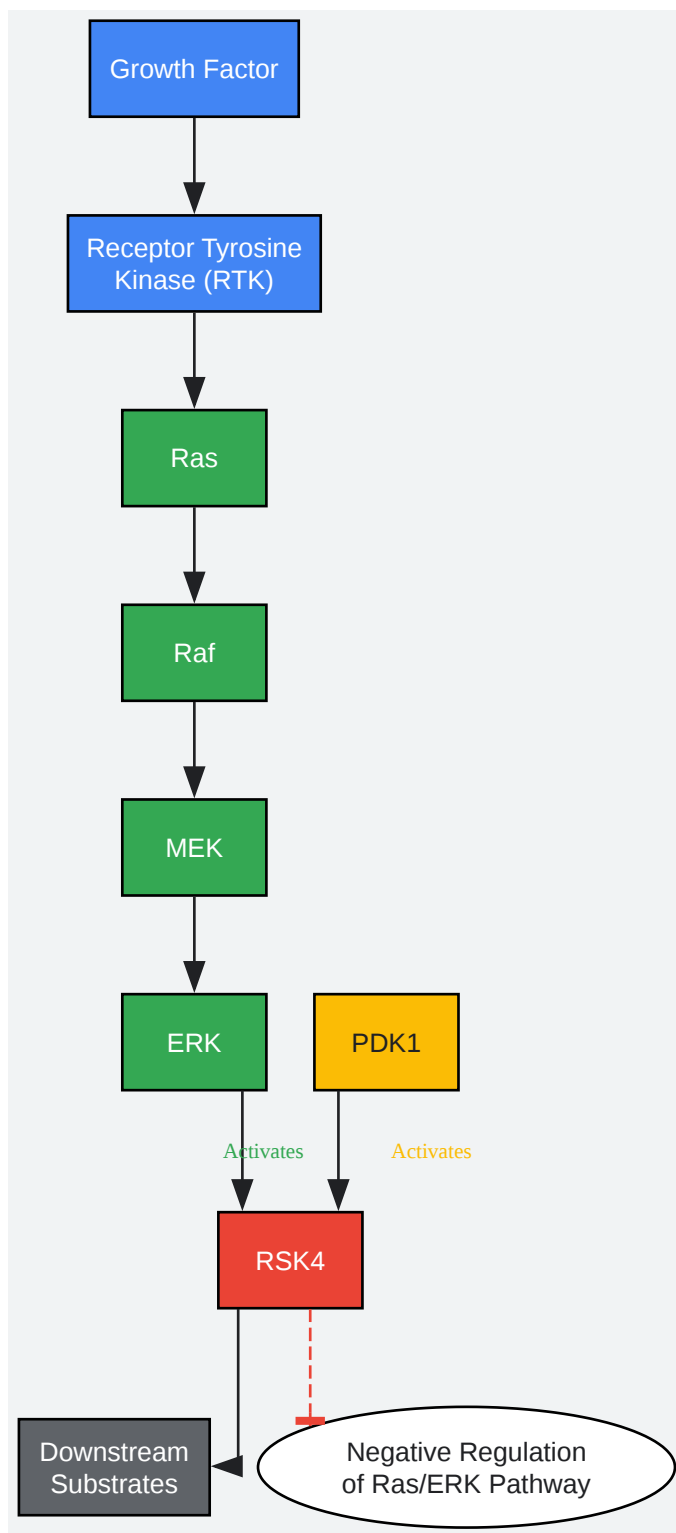 Growth Factor
Receptor Tyrosine
Kinase (RTK)
Ras
Raf
MEK
ERK
PDK1
Activates
Activates
RSK4
Downstream
Substrates
Negative Regulation
of Ras/ERK Pathway